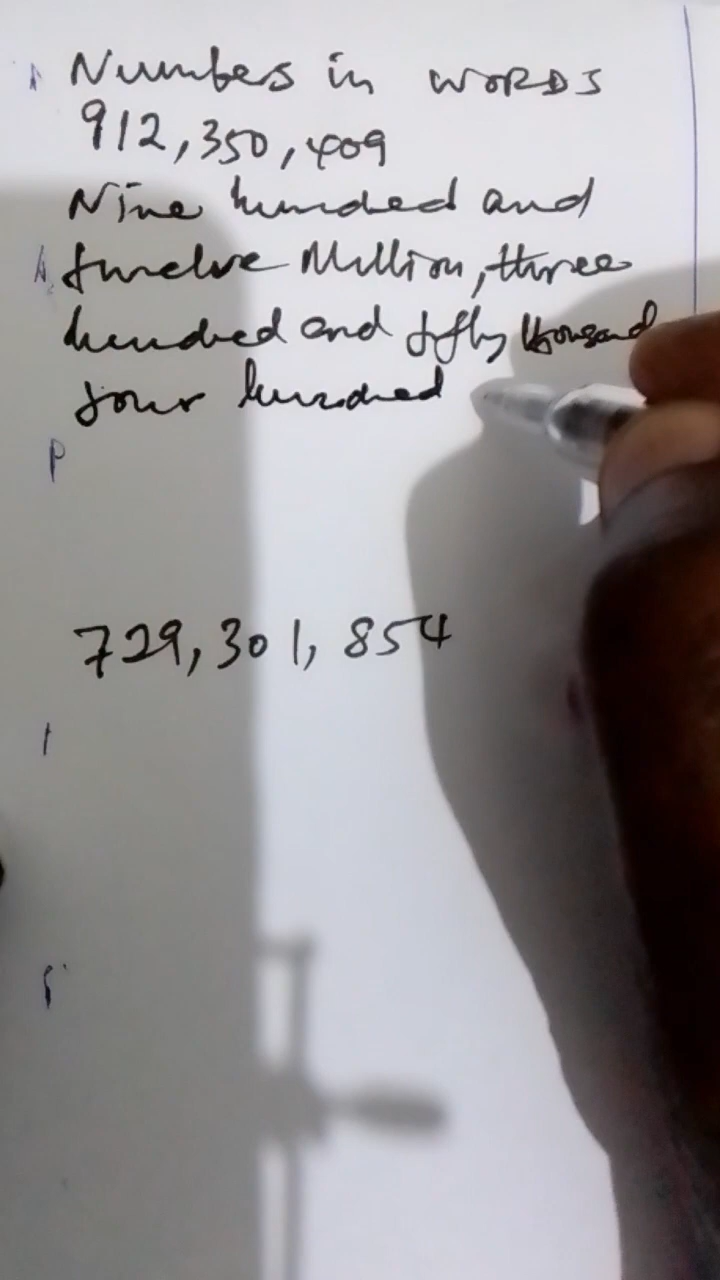 Numbers in WORDS
912,350,409
Nine hundred and
twelve Million, three
hundred and fifty thousand
four hundred
729,301,854